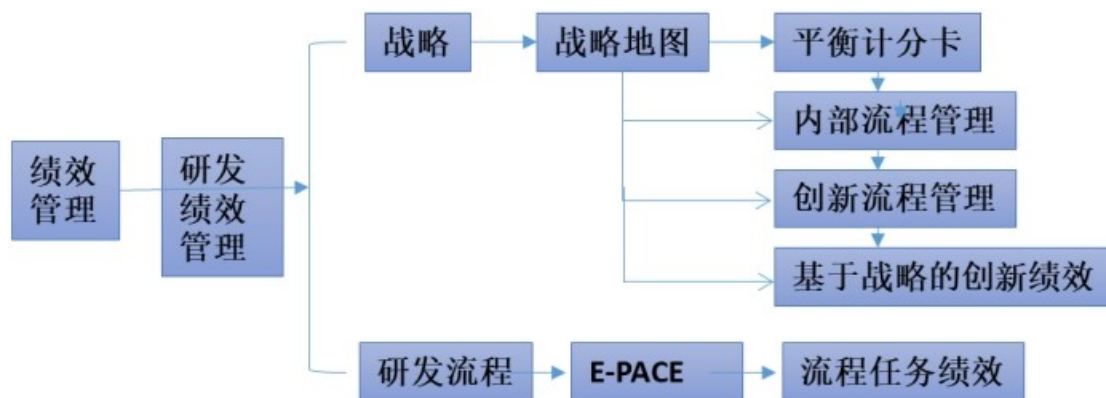 战略
战略地图
平衡计分卡
内部流程管理
绩效
管理
研发
绩效
管理
创新流程管理
基于战略的创新绩效
研发流程
E-PACE
流程任务绩效